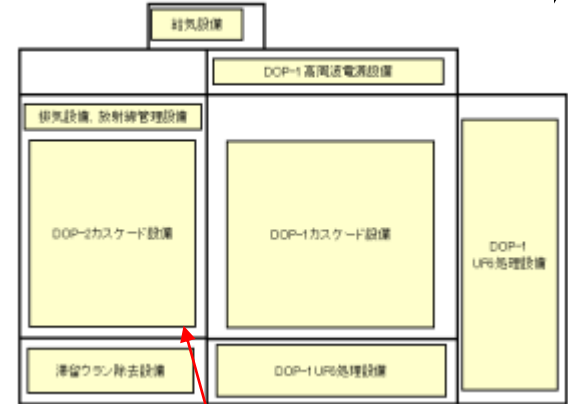 給気設備
DOP-1高周波電源設備
排気設備, 放射線管理設備
DOP-2カスケード設備
DOP-1カスケード設備
DOP-1
UF6処理設備
滞留ウラン除去設備
DOP-1 UF6処理設備